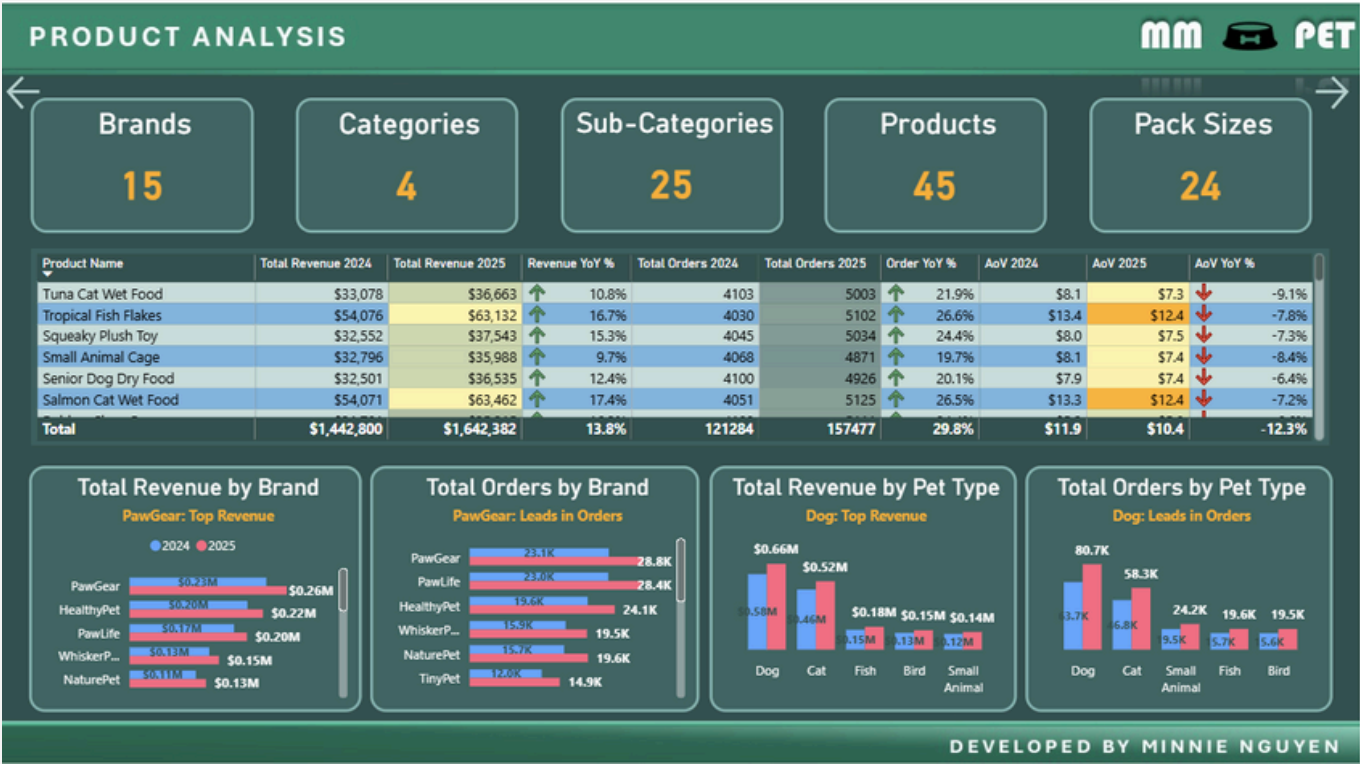 PRODUCT ANALYSIS
MM PET
Brands
15
Categories
4
Sub-Categories
25
Products
45
Pack Sizes
24
Product Name Total Revenue 2024 Total Revenue 2025 Revenue YoY % Total Orders 2024 Total Orders 2025 Order YoY % AoV 2024 AoV 2025 AoV YoY %
Tuna Cat Wet Food $33,078 $36,663 10.8% 4103 5003 21.9% $8.1 $7.3 -9.1%
Tropical Fish Flakes $54,076 $63,132 16.7% 4030 5102 26.6% $13.4 $12.4 -7.8%
Squeaky Plush Toy $32,552 $37,543 15.3% 4045 5034 24.4% $8.0 $7.5 -7.3%
Small Animal Cage $32,796 $35,988 9.7% 4068 4871 19.7% $8.1 $7.4 -8.4%
Senior Dog Dry Food $32,501 $36,535 12.4% 4100 4926 20.1% $7.9 $7.4 -6.4%
Salmon Cat Wet Food $54,071 $63,462 17.4% 4051 5125 26.5% $13.3 $12.4 -7.2%
Total $1,442,800 $1,642,382 13.8% 121284 157477 29.8% $11.9 $10.4 -12.3%
Total Revenue by Brand
PawGear: Top Revenue
2024 2025
PawGear $0.23M $0.26M
HealthyPet $0.20M $0.22M
PawLife $0.17M $0.20M
WhiskerP... $0.13M $0.15M
NaturePet $0.11M $0.13M
Total Orders by Brand
PawGear: Leads in Orders
PawGear 23.1K 28.8K
PawLife 23.0K 28.4K
HealthyPet 19.6K 24.1K
WhiskerP... 15.9K 19.5K
NaturePet 15.7K 19.6K
TinyPet 12.0K 14.9K
Total Revenue by Pet Type
Dog: Top Revenue
$0.66M
$0.52M
$0.18M $0.15M $0.14M
$0.58M $0.46M $0.15M $0.13M $0.12M
Dog Cat Fish Bird Small Animal
Total Orders by Pet Type
Dog: Leads in Orders
80.7K
58.3K
24.2K 19.6K 19.5K
63.7K 46.8K 19.5K 15.7K 15.6K
Dog Cat Small Animal Fish Bird
DEVELOPED BY MINNIE NGUYEN